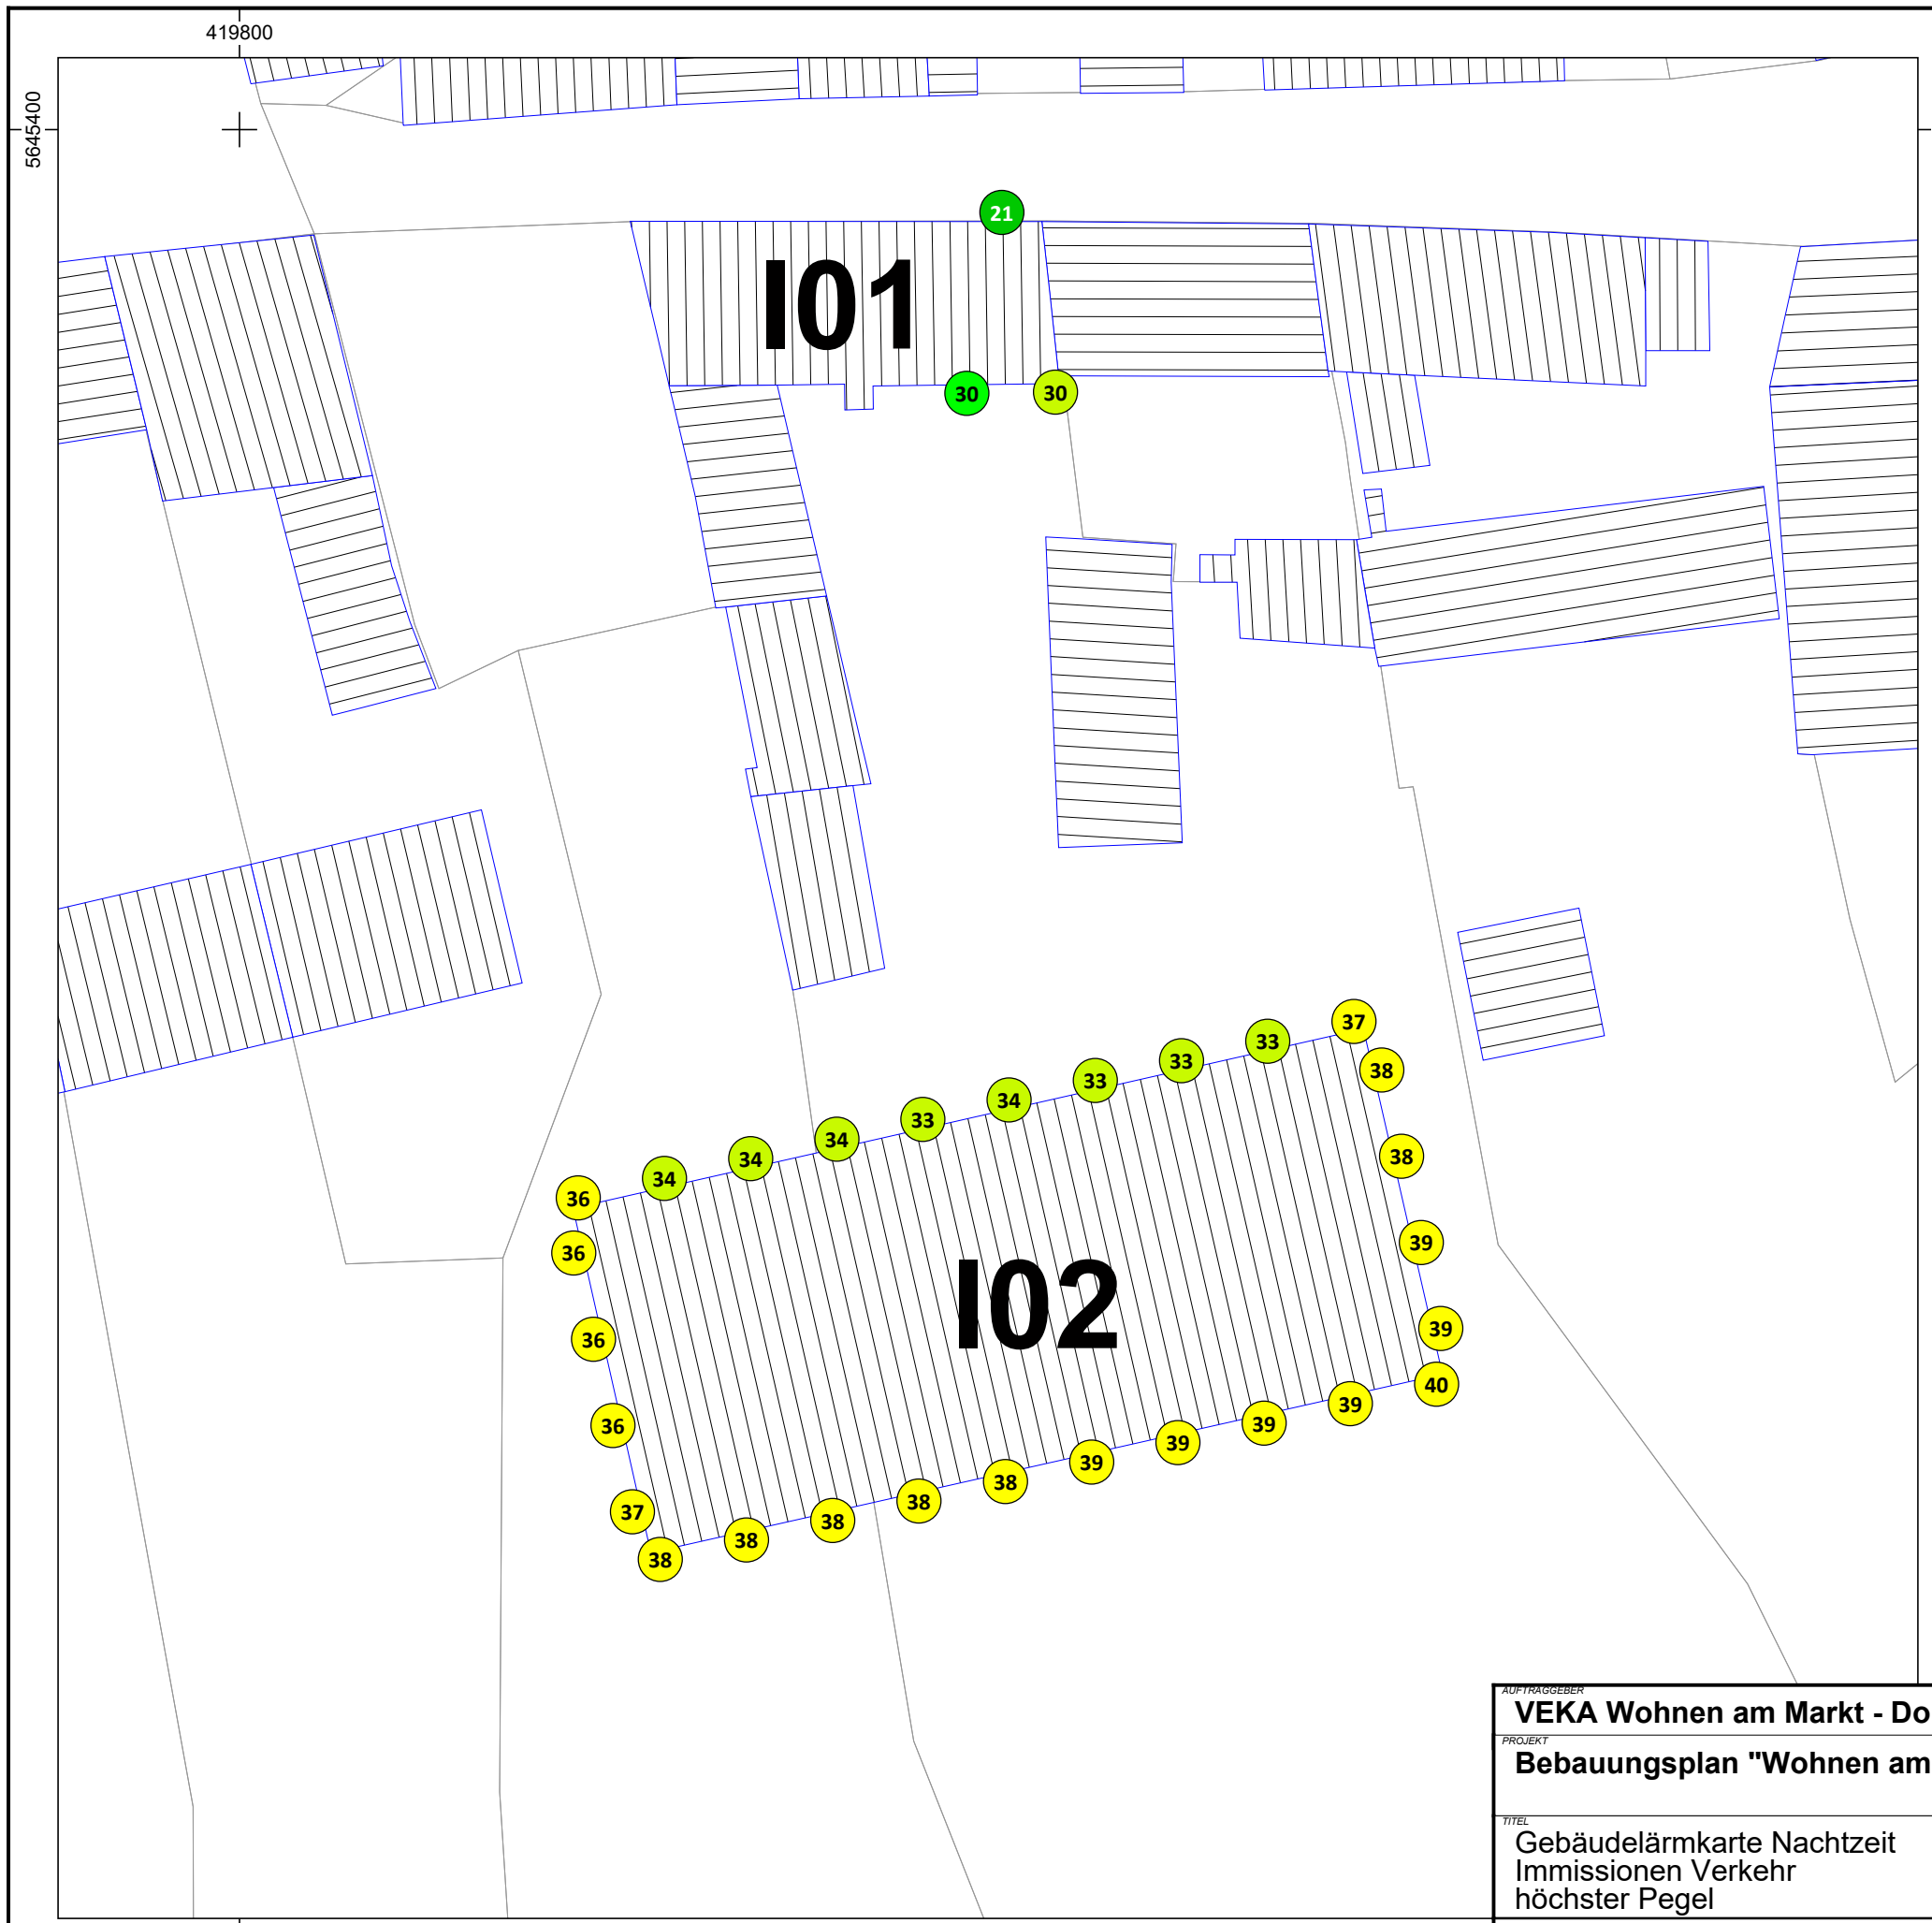 419800
5645400
21
I01
30 30
37
33 38
33
33
34 38
33
34
34
34
36
39
36
I02
39
36
40
39
36 39
39
39
38
37 38
38
38
38
AUFTRAGGEBER
VEKA Wohnen am Markt - Do
PROJEKT
Bebauungsplan "Wohnen am
TITEL
Gebäudelärmkarte Nachtzeit
Immissionen Verkehr
höchster Pegel